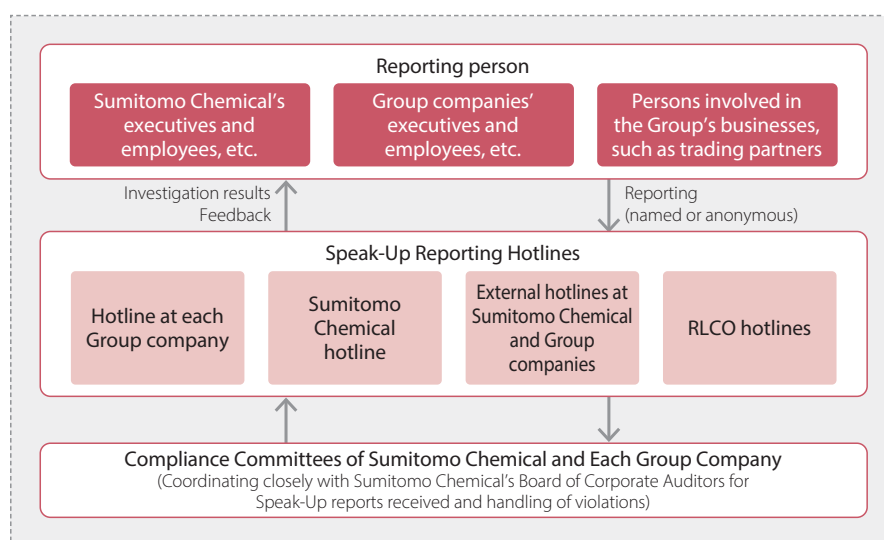 Reporting person
Sumitomo Chemical’s
executives and
employees, etc.
Group companies’
executives and
employees, etc.
Persons involved in
the Group’s businesses,
such as trading partners
Investigation results
Feedback
Reporting
(named or anonymous)
Speak-Up Reporting Hotlines
Hotline at each
Group company
Sumitomo
Chemical
hotline
External hotlines at
Sumitomo Chemical
and Group
companies
RLCO hotlines
Compliance Committees of Sumitomo Chemical and Each Group Company
(Coordinating closely with Sumitomo Chemical’s Board of Corporate Auditors for
Speak-Up reports received and handling of violations)